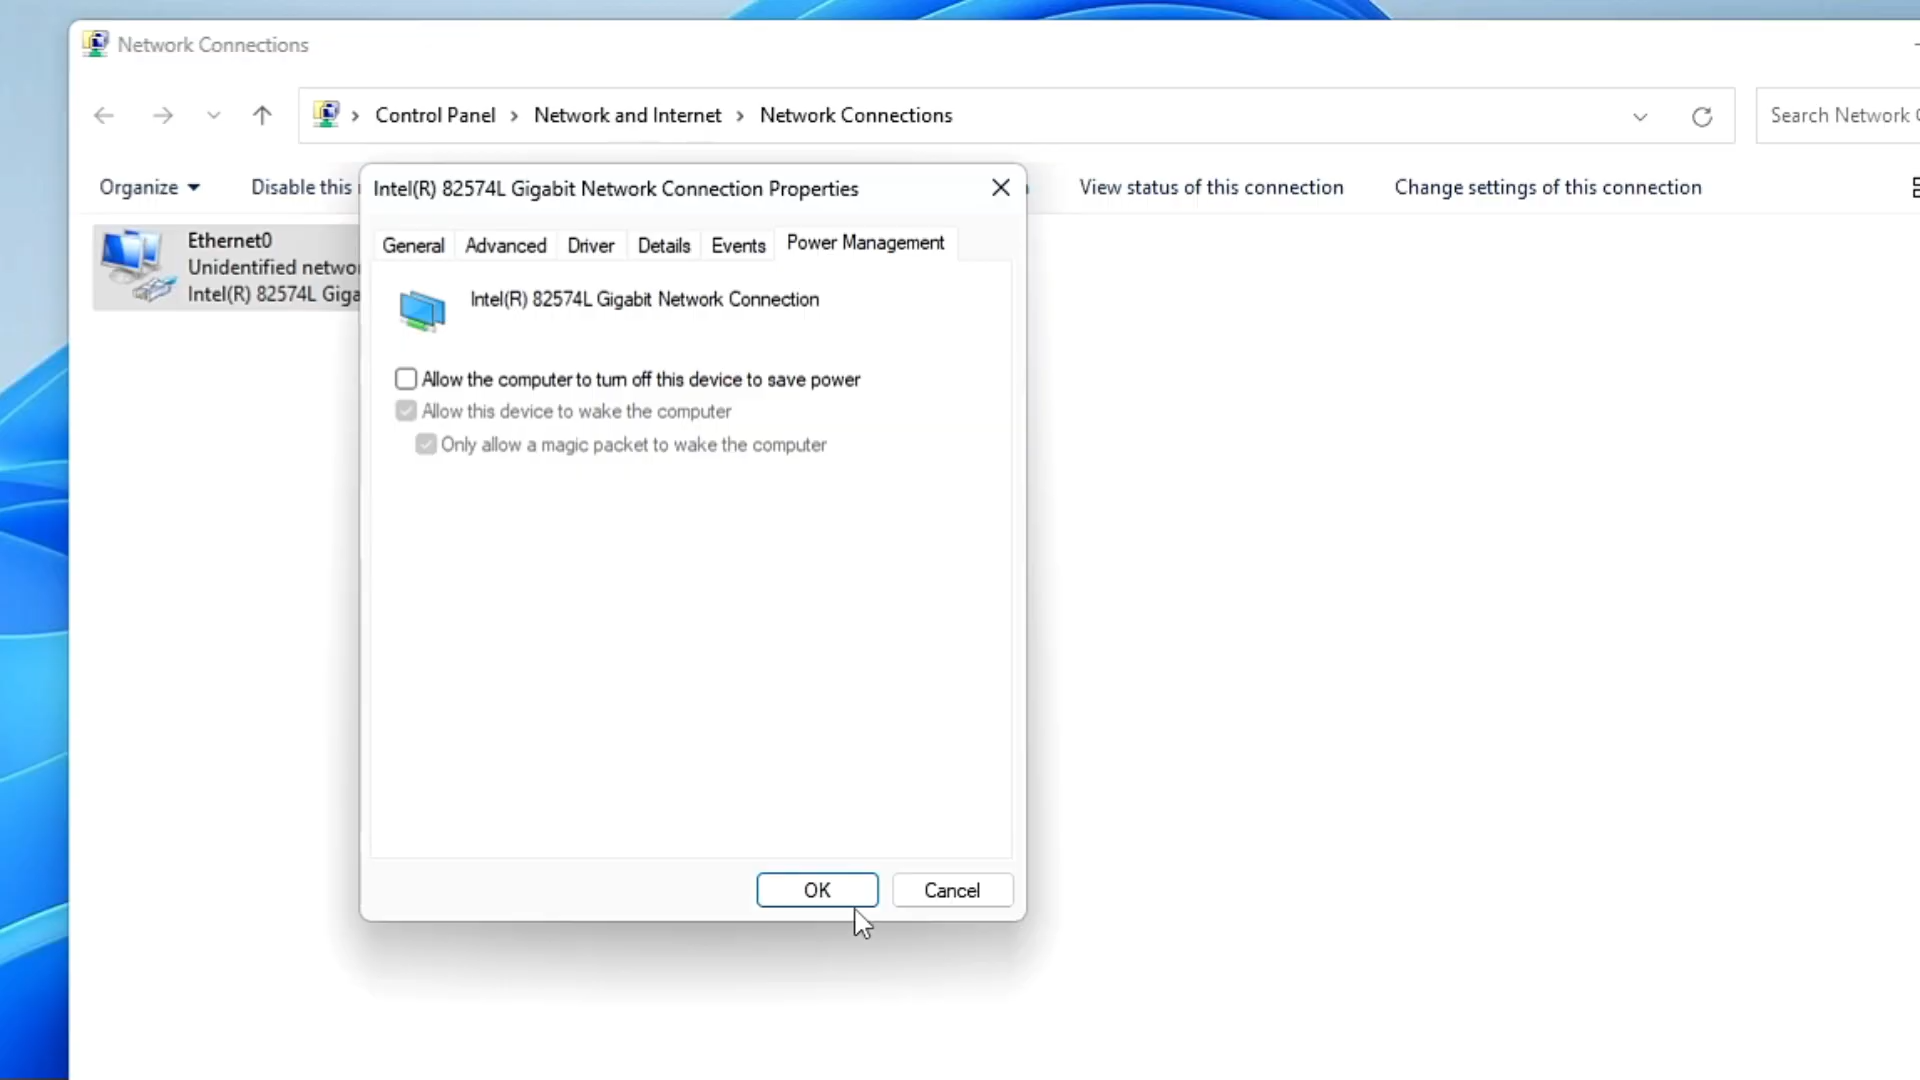 Network Connections
Control Panel > Network and Internet > Network Connections
Search Network
Organize
Disable this
View status of this connection
Change settings of this connection
Ethernet0
Unidentified netwo
Intel(R) 82574L Giga
Intel(R) 82574L Gigabit Network Connection Properties
General
Advanced
Driver
Details
Events
Power Management
Intel(R) 82574L Gigabit Network Connection
Allow the computer to turn off this device to save power
Allow this device to wake the computer
Only allow a magic packet to wake the computer
OK
Cancel